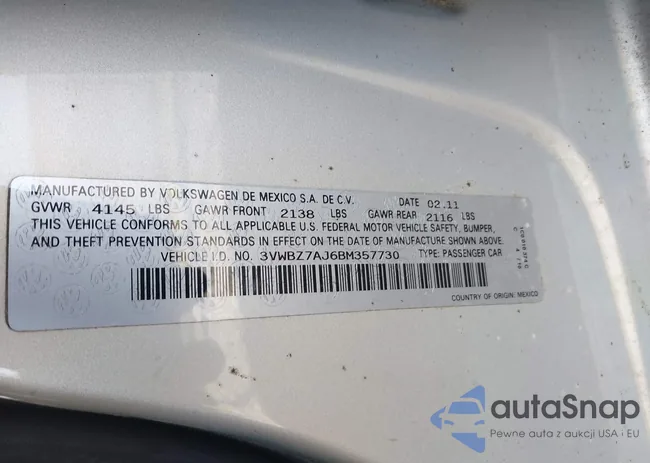 MANUFACTURED BY VOLKSWAGEN DE MEXICO S.A. DE C.V. DATE 02.11
GVWR 4145 LBS GAWR FRONT 2138 LBS GAWR REAR 2116 LBS
THIS VEHICLE CONFORMS TO ALL APPLICABLE U.S. FEDERAL MOTOR VEHICLE SAFETY, BUMPER,
AND THEFT PREVENTION STANDARDS IN EFFECT ON THE DATE OF MANUFACTURE SHOWN ABOVE.
VEHICLE I.D. NO. 3VWBZ7AJ6BM357730 TYPE: PASSENGER CAR
COUNTRY OF ORIGIN: MEXICO
autaSnap
Pewne auta z aukcji USA i EU